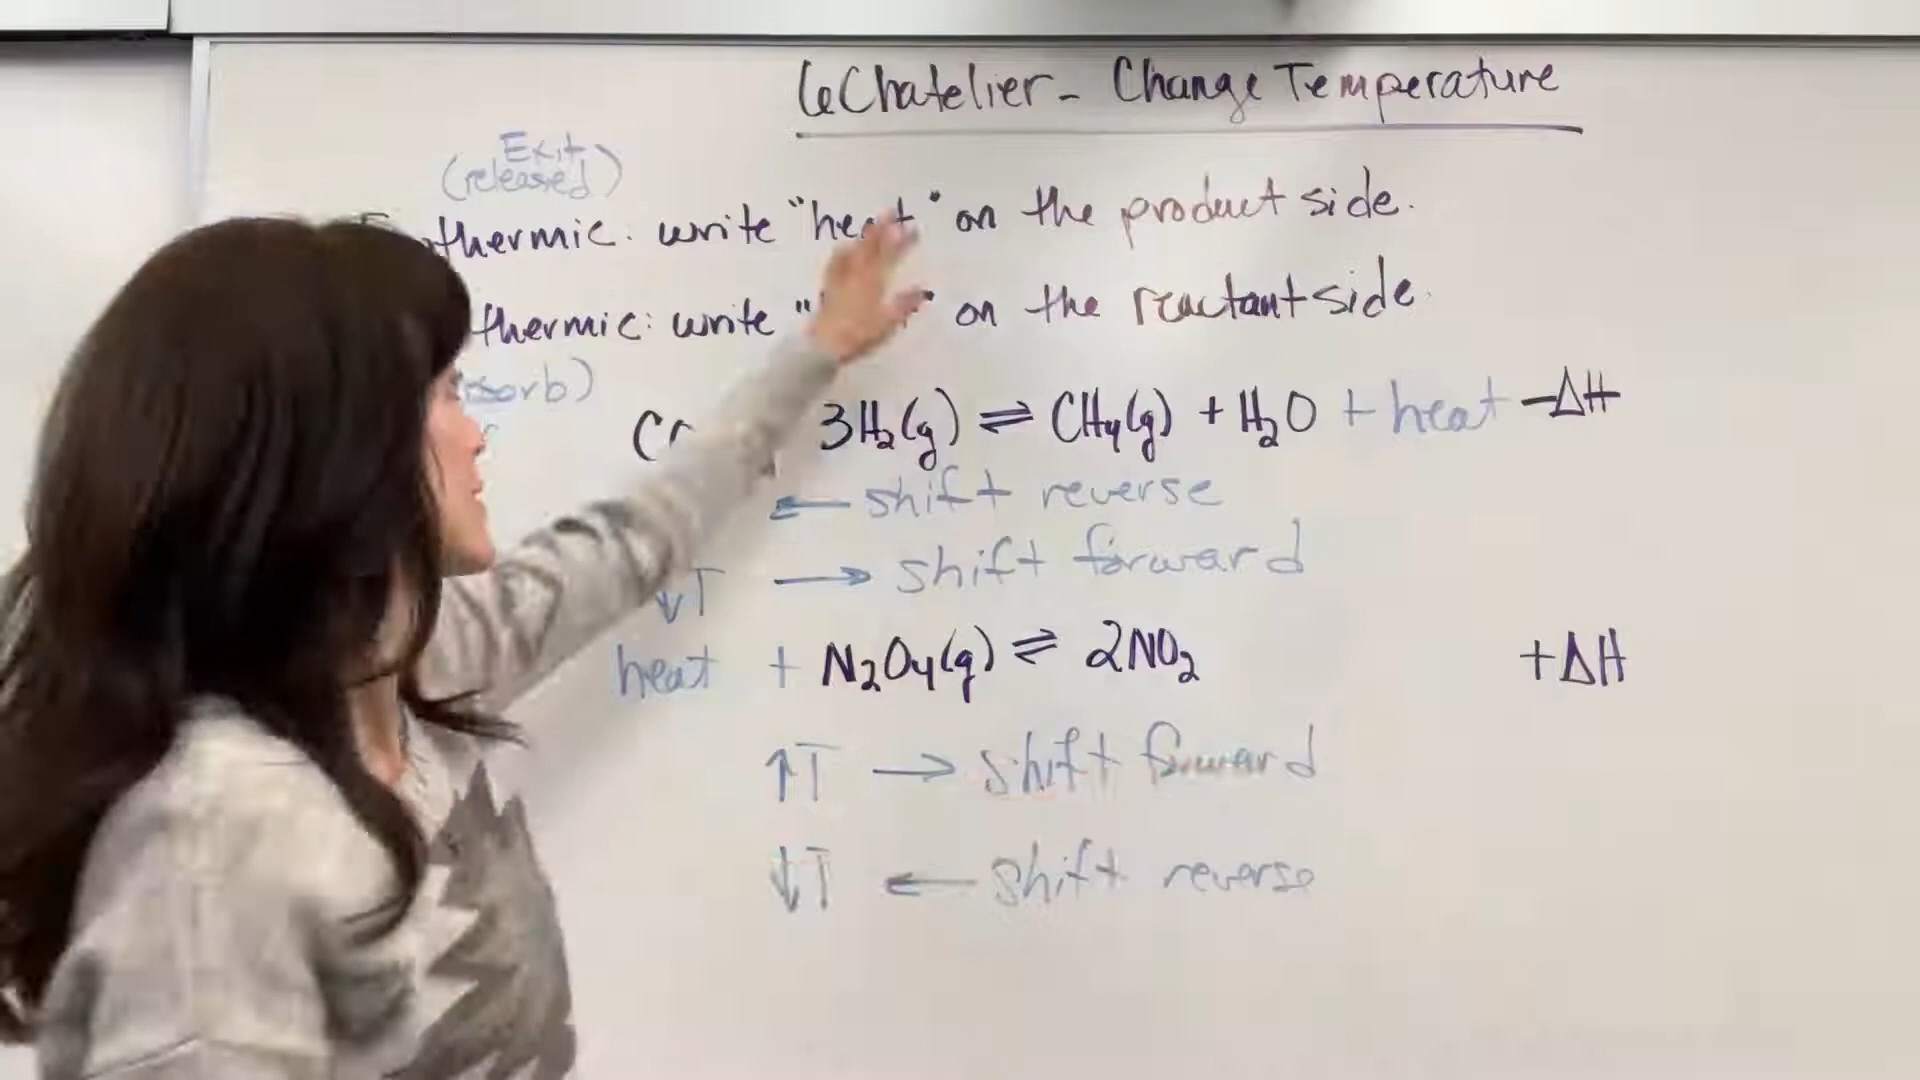 LeChatelier - Change Temperature
Exit
(released)
thermic: write "heat" on the product side.
thermic: write " " on the reactant side.
sorb)
3H₂(g) ⇌ CH₄(g) + H₂O + heat -ΔH
← shift reverse
↓T → shift forward
heat + N₂O₄(g) ⇌ 2NO₂ +ΔH
↑T → shift forward
↓T ← shift reverse